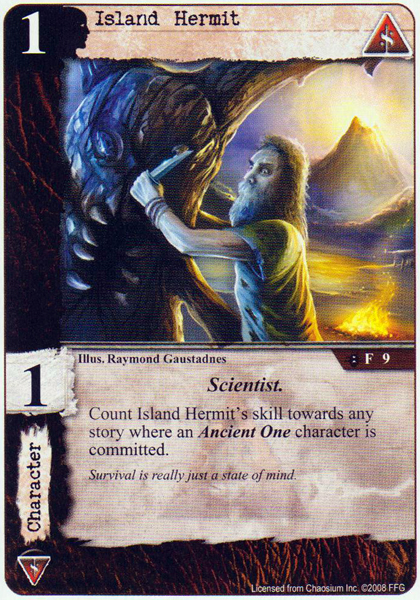 1
Island Hermit
Illus. Raymond Gaustadnes
F 9
1
Character
Scientist.
Count Island Hermit's skill towards any
story where an Ancient One character is
committed.
Survival is really just a state of mind.
Licensed from Chaosium Inc. ©2008 FFG